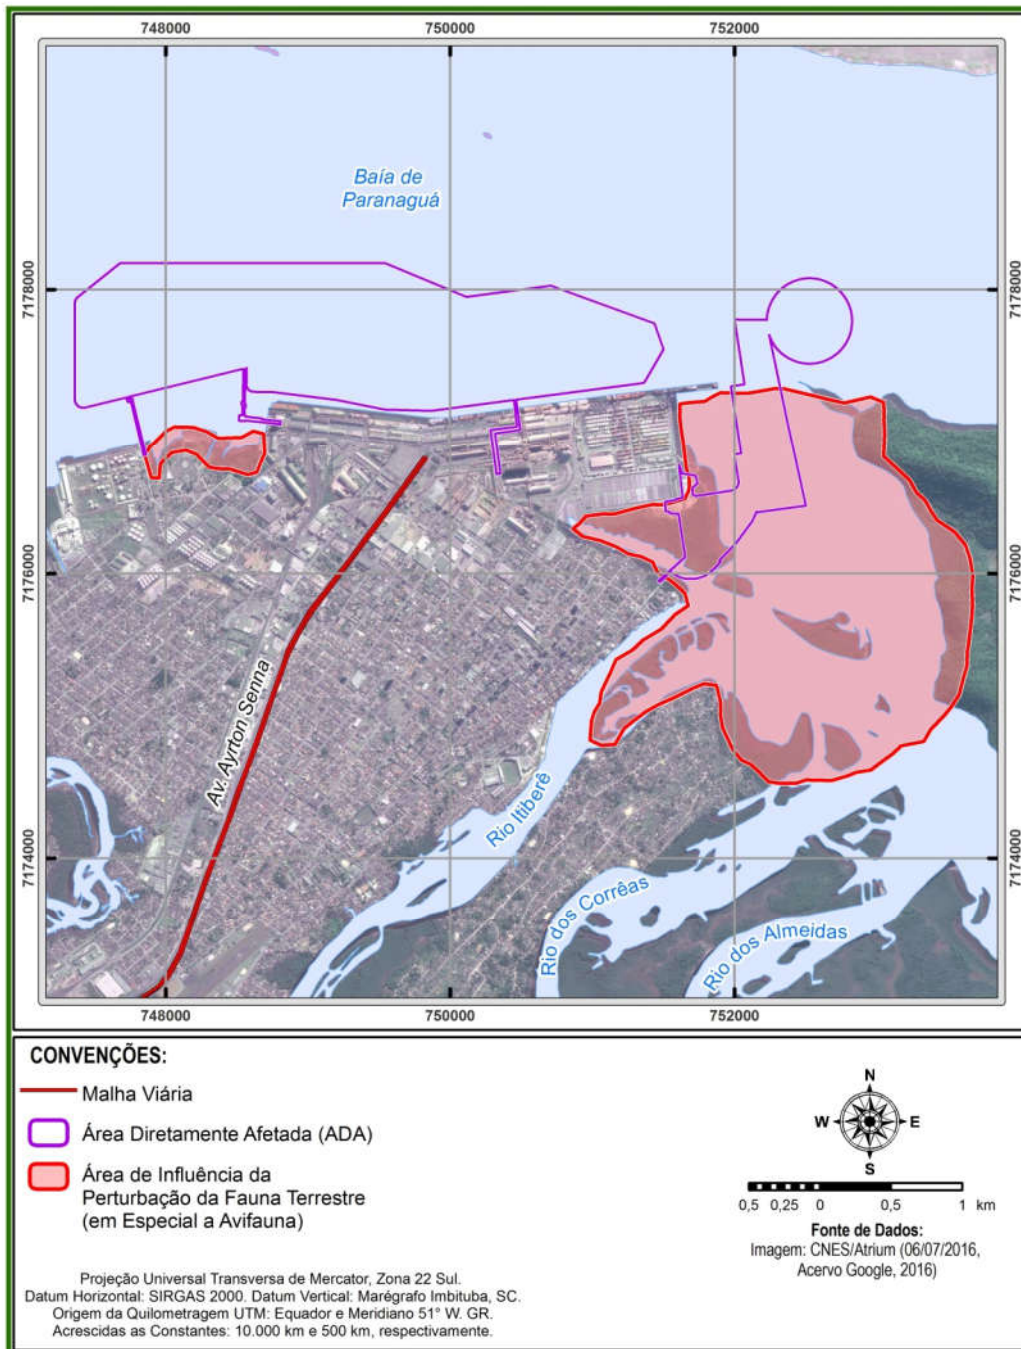 748000
750000
752000
Baía de
Paranaguá
7178000
7178000
7176000
7176000
Av. Ayrton Senna
Rio Itiberê
7174000
7174000
Rio dos Corrêas
Rio dos Almeidas
748000
750000
752000
CONVENÇÕES:
Malha Viária
Área Diretamente Afetada (ADA)
Área de Influência da
Perturbação da Fauna Terrestre
(em Especial a Avifauna)
N
W
E
S
0,5 0,25 0 0,5 1 km
Fonte de Dados:
Imagem: CNES/Atrium (06/07/2016,
Acervo Google, 2016)
Projeção Universal Transversa de Mercator, Zona 22 Sul.
Datum Horizontal: SIRGAS 2000. Datum Vertical: Marégrafo Imbituba, SC.
Origem da Quilometragem UTM: Equador e Meridiano 51° W. GR.
Acrescidas as Constantes: 10.000 km e 500 km, respectivamente.